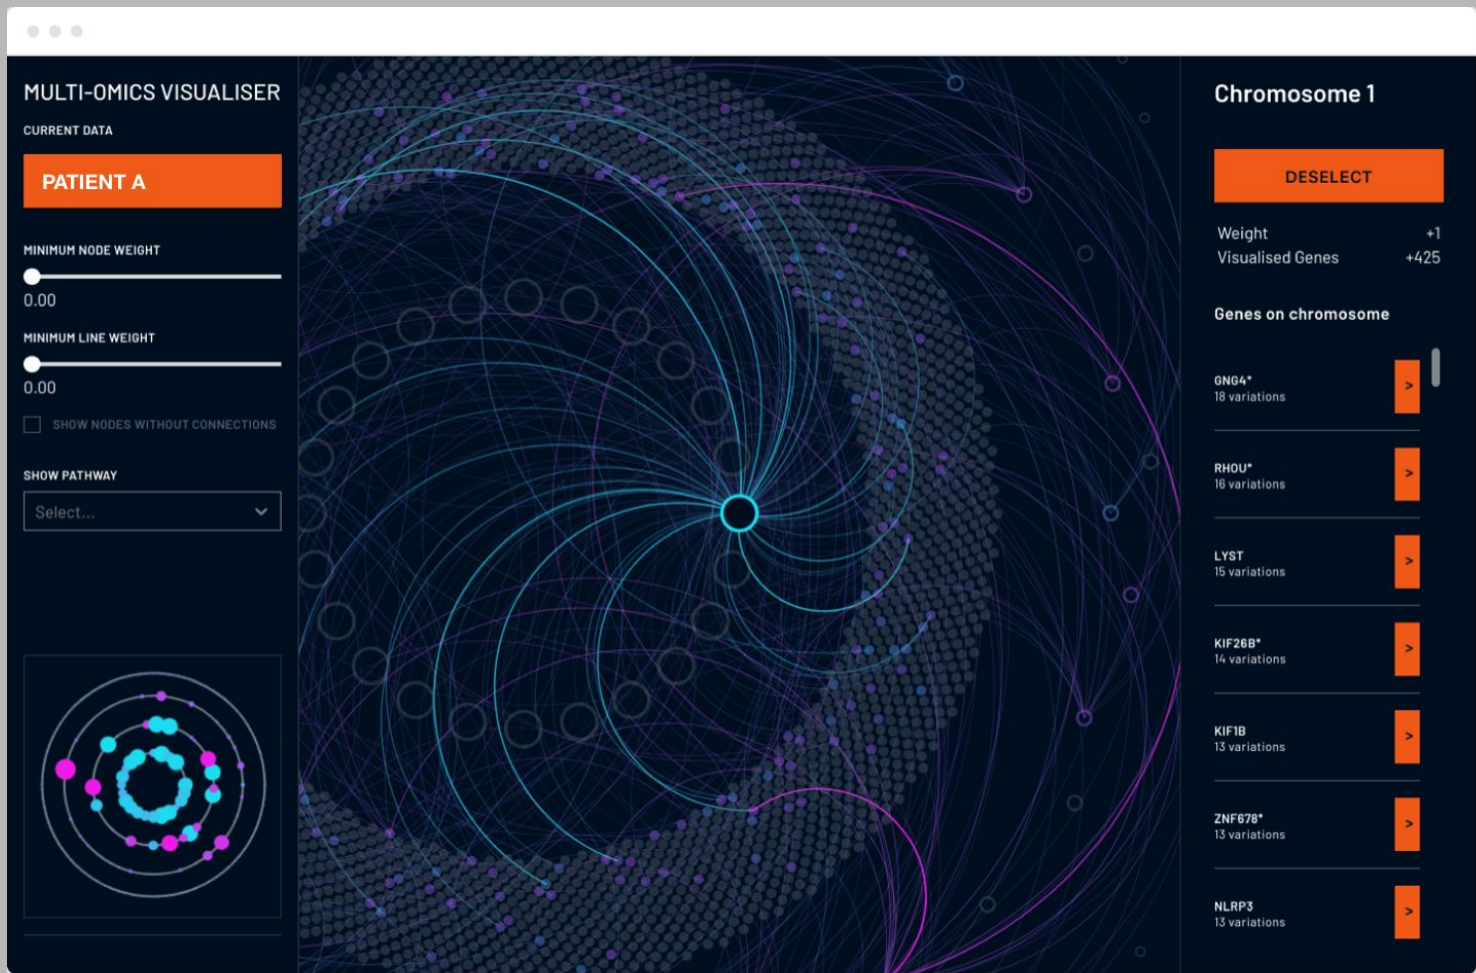 MULTI-OMICS VISUALISER
CURRENT DATA
PATIENT A
MINIMUM NODE WEIGHT
0.00
MINIMUM LINE WEIGHT
0.00
SHOW NODES WITHOUT CONNECTIONS
SHOW PATHWAY
Select...
Chromosome 1
DESELECT
Weight +1
Visualised Genes +425
Genes on chromosome
GNG4*
18 variations
>
RHOU*
16 variations
>
LYST
15 variations
>
KIF26B*
14 variations
>
KIF1B
13 variations
>
ZNF678*
13 variations
>
NLRP3
13 variations
>